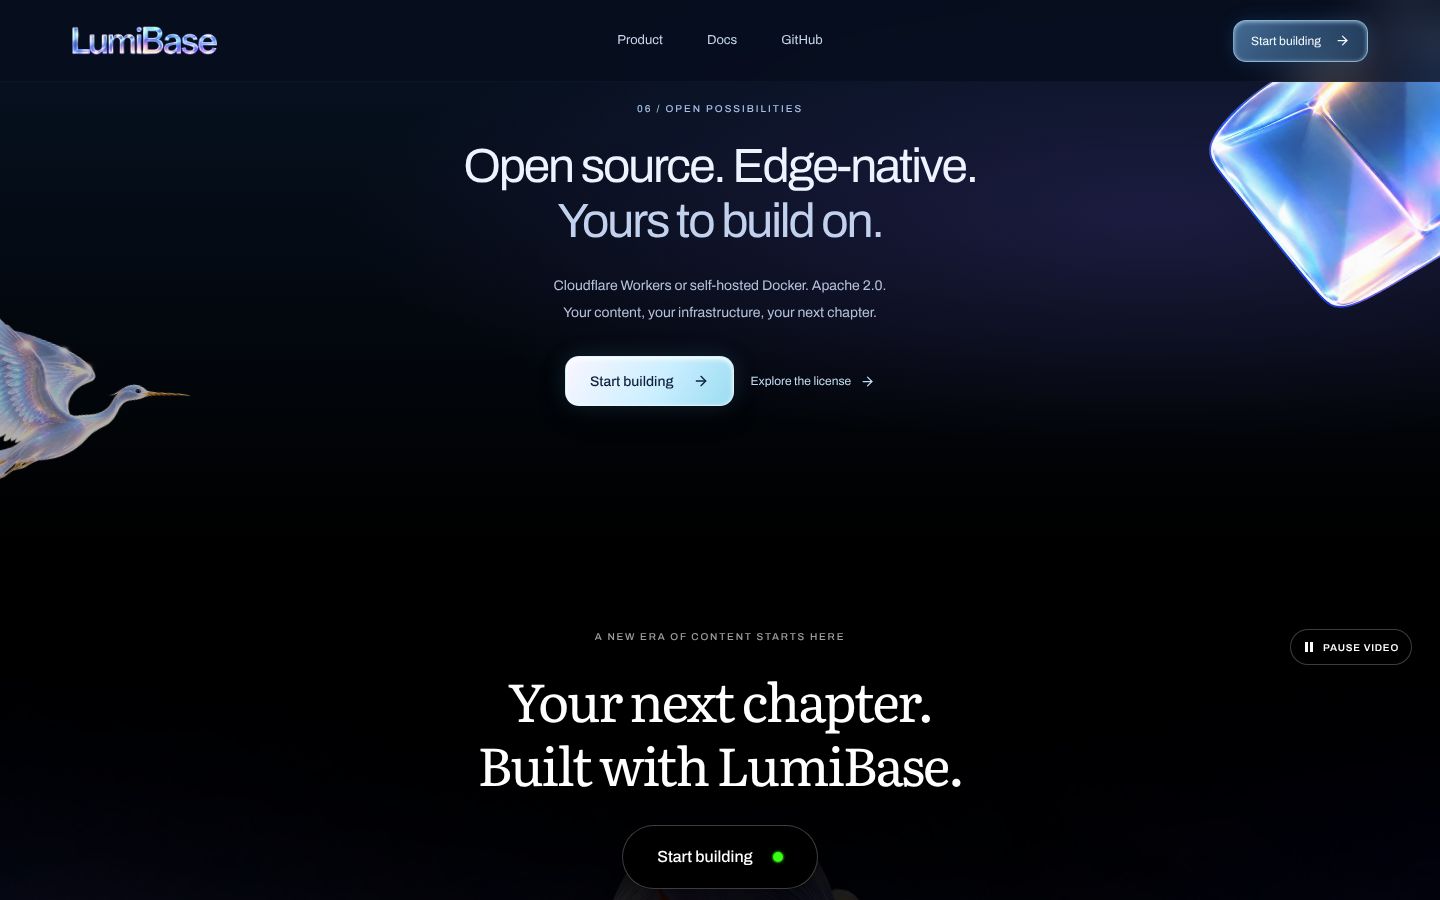 LumiBase
Product
Docs
GitHub
Start building
06 / OPEN POSSIBILITIES
Open source. Edge-native.
Yours to build on.
Cloudflare Workers or self-hosted Docker. Apache 2.0.
Your content, your infrastructure, your next chapter.
Start building
Explore the license
A NEW ERA OF CONTENT STARTS HERE
PAUSE VIDEO
Your next chapter.
Built with LumiBase.
Start building